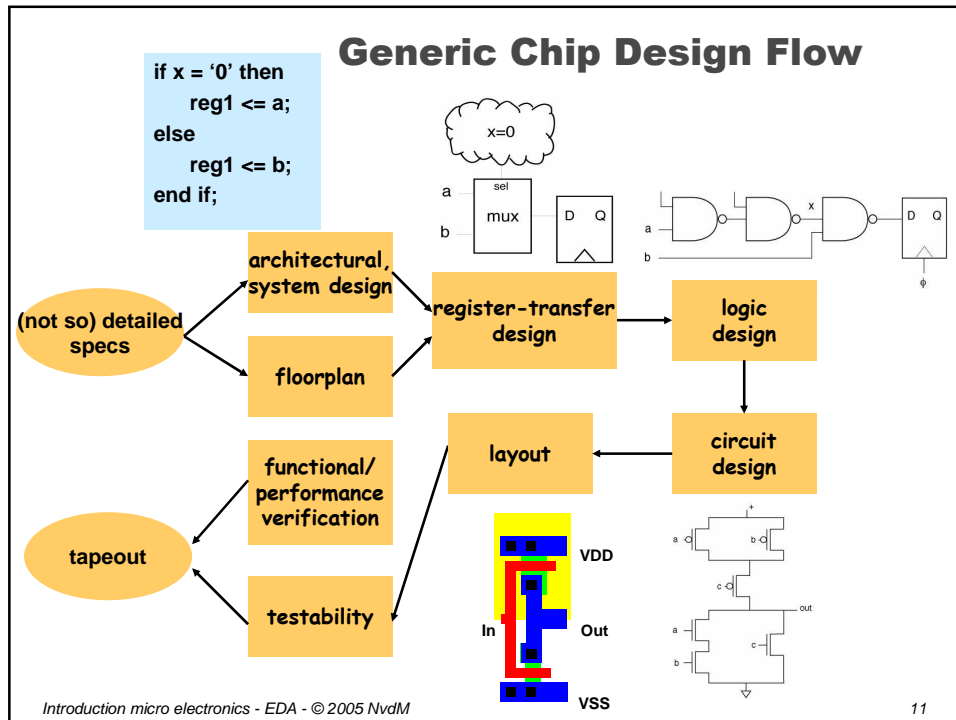 Generic Chip Design Flow
if x = ‘0’ then
reg1 <= a;
else
reg1 <= b;
end if;
x=0
sel
a
mux
b
D Q
x
a
b
D Q
ϕ
architectural,
system design
(not so) detailed
specs
register-transfer
design
logic
design
floorplan
functional/
performance
verification
layout
circuit
design
tapeout
testability
VDD
In
Out
VSS
+
a
b
c
out
a
c
b
Introduction micro electronics - EDA - © 2005 NvdM
11